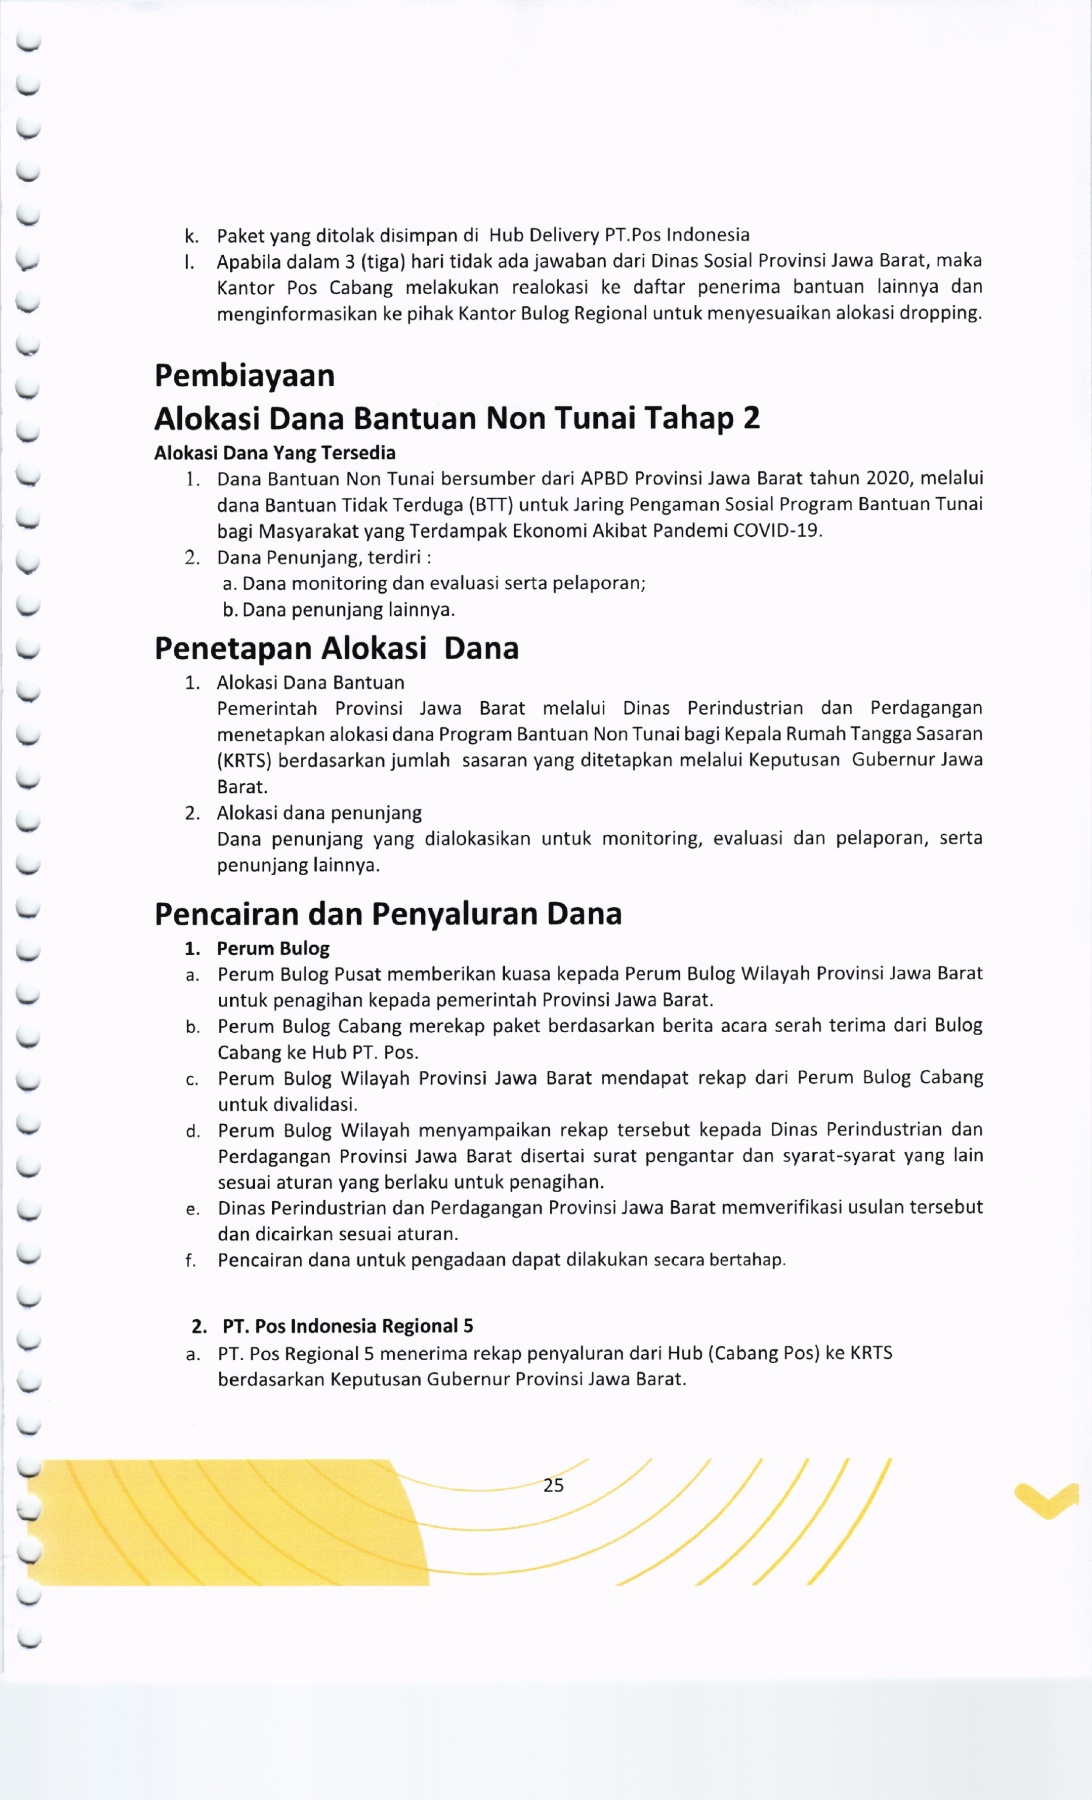 k. Paket yang ditolak disimpan di Hub Delivery PT.Pos Indonesia
l. Apabila dalam 3 (tiga) hari tidak ada jawaban dari Dinas Sosial Provinsi Jawa Barat, maka
Kantor Pos Cabang melakukan realokasi ke daftar penerima bantuan lainnya dan
menginformasikan ke pihak Kantor Bulog Regional untuk menyesuaikan alokasi dropping.
Pembiayaan
Alokasi Dana Bantuan Non Tunai Tahap 2
Alokasi Dana Yang Tersedia
1. Dana Bantuan Non Tunai bersumber dari APBD Provinsi Jawa Barat tahun 2020, melalui
dana Bantuan Tidak Terduga (BTT) untuk Jaring Pengaman Sosial Program Bantuan Tunai
bagi Masyarakat yang Terdampak Ekonomi Akibat Pandemi COVID-19.
2. Dana Penunjang, terdiri :
a. Dana monitoring dan evaluasi serta pelaporan;
b. Dana penunjang lainnya.
Penetapan Alokasi Dana
1. Alokasi Dana Bantuan
Pemerintah Provinsi Jawa Barat melalui Dinas Perindustrian dan Perdagangan
menetapkan alokasi dana Program Bantuan Non Tunai bagi Kepala Rumah Tangga Sasaran
(KRTS) berdasarkan jumlah sasaran yang ditetapkan melalui Keputusan Gubernur Jawa
Barat.
2. Alokasi dana penunjang
Dana penunjang yang dialokasikan untuk monitoring, evaluasi dan pelaporan, serta
penunjang lainnya.
Pencairan dan Penyaluran Dana
1. Perum Bulog
a. Perum Bulog Pusat memberikan kuasa kepada Perum Bulog Wilayah Provinsi Jawa Barat
untuk penagihan kepada pemerintah Provinsi Jawa Barat.
b. Perum Bulog Cabang merekap paket berdasarkan berita acara serah terima dari Bulog
Cabang ke Hub PT. Pos.
c. Perum Bulog Wilayah Provinsi Jawa Barat mendapat rekap dari Perum Bulog Cabang
untuk divalidasi.
d. Perum Bulog Wilayah menyampaikan rekap tersebut kepada Dinas Perindustrian dan
Perdagangan Provinsi Jawa Barat disertai surat pengantar dan syarat-syarat yang lain
sesuai aturan yang berlaku untuk penagihan.
e. Dinas Perindustrian dan Perdagangan Provinsi Jawa Barat memverifikasi usulan tersebut
dan dicairkan sesuai aturan.
f. Pencairan dana untuk pengadaan dapat dilakukan secara bertahap.
2. PT. Pos Indonesia Regional 5
a. PT. Pos Regional 5 menerima rekap penyaluran dari Hub (Cabang Pos) ke KRTS
berdasarkan Keputusan Gubernur Provinsi Jawa Barat.
25